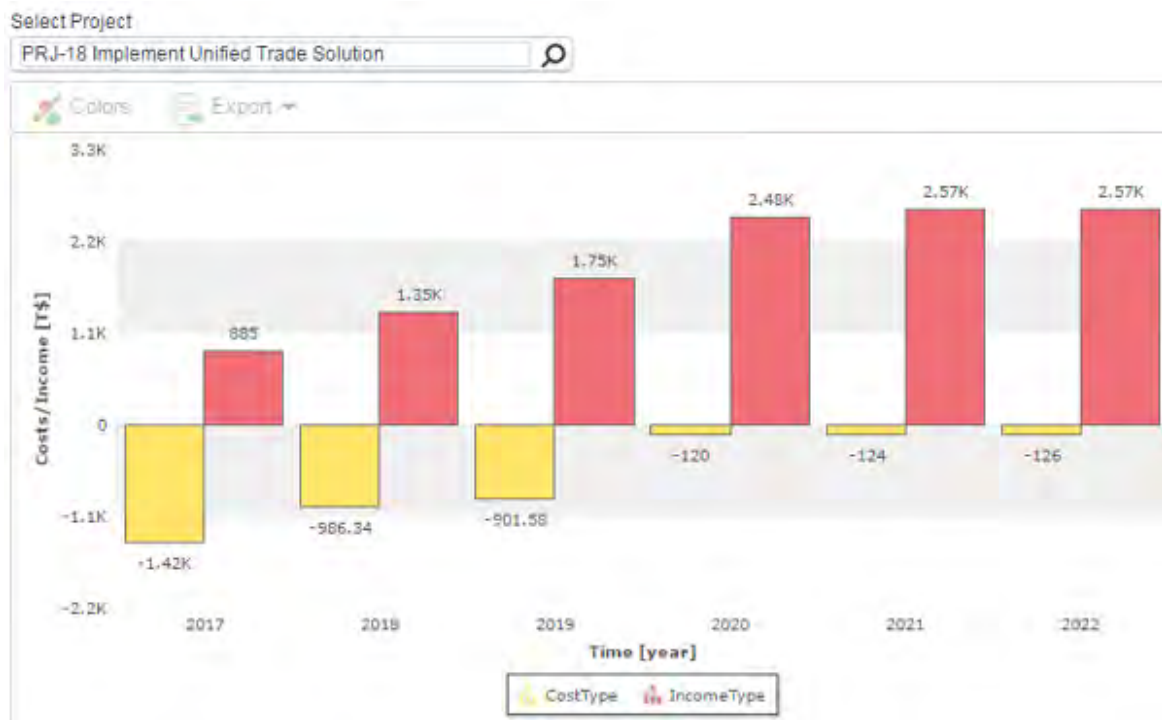 Select Project
PRJ-18 Implement Unified Trade Solution
Colors Export
3.3K
2.2K
1.1K
0
-1.1K
-2.2K
Costs/Income [T$]
885
1.35K
1.75K
2.48K
2.57K
2.57K
-1.42K
-986.34
-901.58
-120
-124
-126
2017 2018 2019 2020 2021 2022
Time [year]
CostType IncomeType